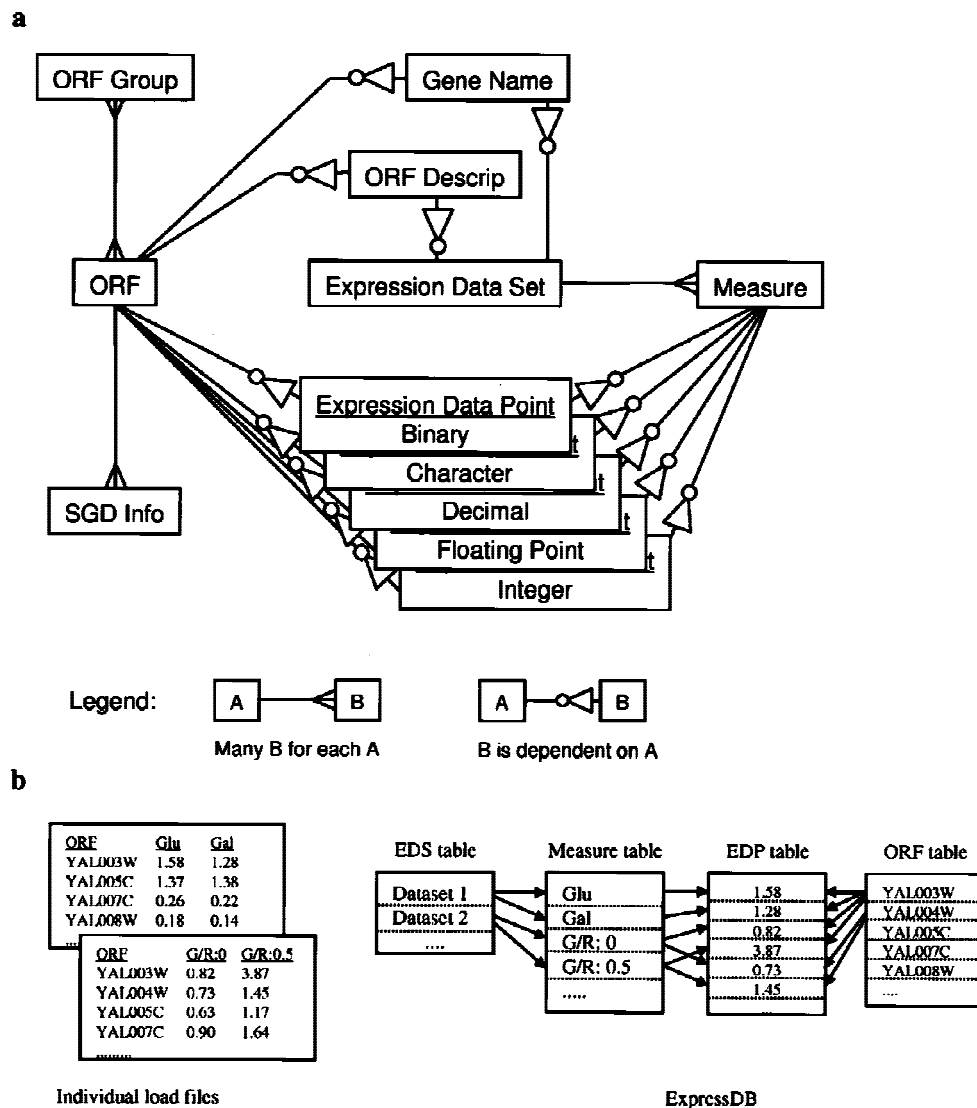 a
ORF Group
Gene Name
ORF Descrip
ORF
Expression Data Set
Measure
Expression Data Point
Binary
t
Character
t
Decimal
t
Floating Point
t
Integer
SGD Info
Legend:
A
B
A
B
Many B for each A
B is dependent on A
b
ORF Glu Gal
YAL003W 1.58 1.28
YAL005C 1.37 1.38
YAL007C 0.26 0.22
YAL008W 0.18 0.14
....
ORF G/R:0 G/R:0.5
YAL003W 0.82 3.87
YAL004W 0.73 1.45
YAL005C 0.63 1.17
YAL007C 0.90 1.64
.........
Individual load files
EDS table
Dataset 1
Dataset 2
....
Measure table
Glu
Gal
G/R: 0
G/R: 0.5
.....
EDP table
1.58
1.28
0.82
3.87
0.73
1.45
...
ORF table
YAL003W
YAL004W
YAL005C
YAL007C
YAL008W
....
ExpressDB